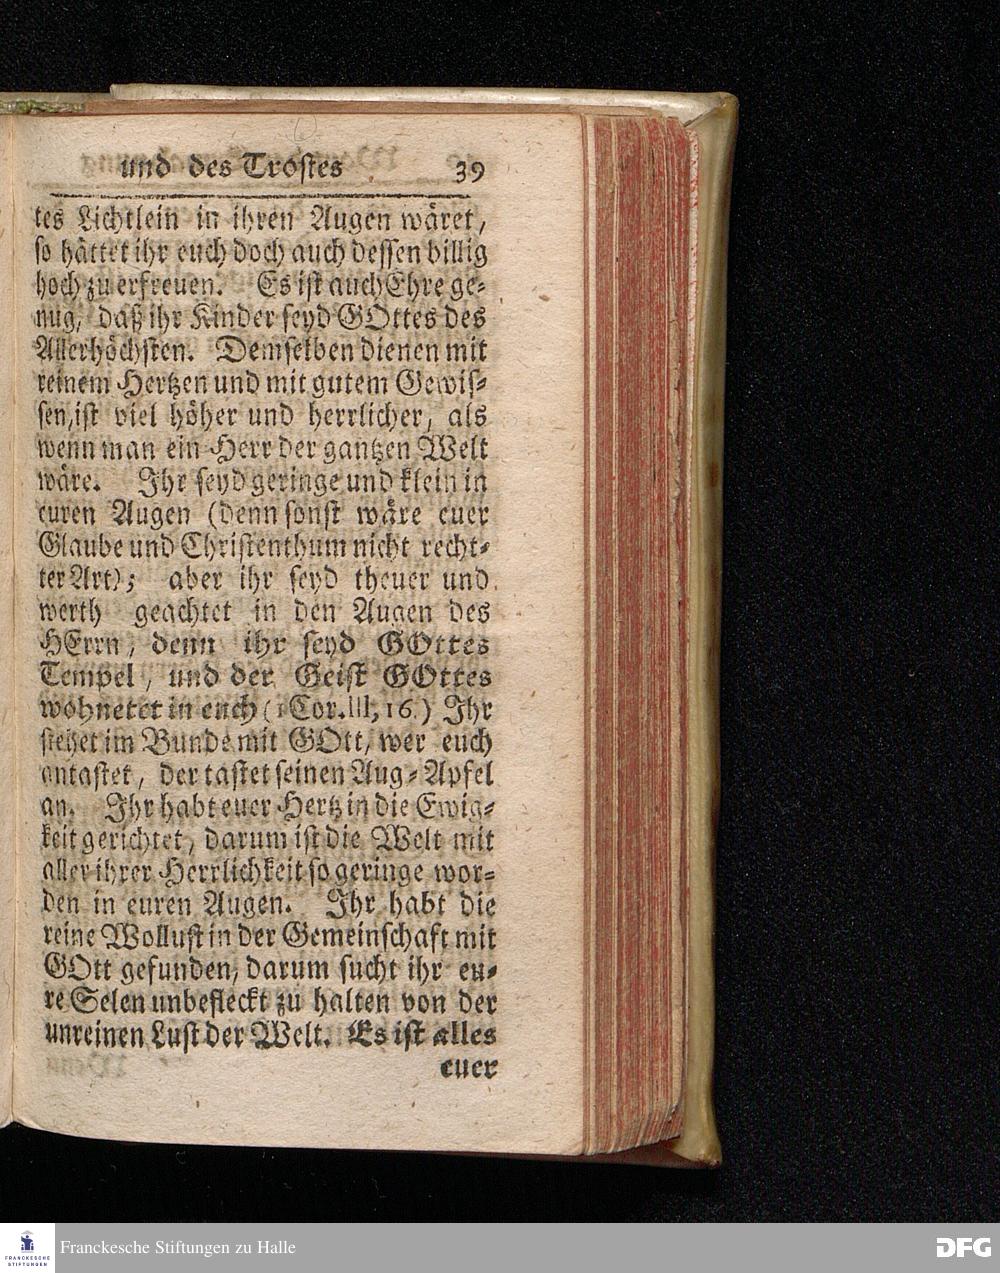 und des Trostes 39
tes Lichtlein in ihren Augen wäret,
so hättet ihr euch doch auch dessen billig
hoch zu erfreuen. Es ist auch Ehre ge-
nug, daß ihr Kinder seyd GOttes des
Allerhöchsten. Demselben dienen mit
reinem Hertzen und mit gutem Gewis-
sen, ist viel höher und herrlicher, als
wenn man ein Herr der gantzen Welt
wäre. Ihr seyd geringe und klein in
euren Augen (denn sonst wäre euer
Glaube und Christenthum nicht recht-
ter Art); aber ihr seyd theuer und
werth geachtet in den Augen des
HErrn, denn ihr seyd GOttes
Tempel, und der Geist GOttes
wohnetet in euch (1 Cor. III, 16.) Ihr
stehet im Bunde mit GOtt, wer euch
antastet, der tastet seinen Aug-Apfel
an. Ihr habt euer Hertz in die Ewig-
keit gerichtet, darum ist die Welt mit
aller ihrer Herrlichkeit so geringe wor-
den in euren Augen. Ihr habt die
reine Wollust in der Gemeinschaft mit
GOtt gefunden, darum sucht ihr eu-
re Selen unbefleckt zu halten von der
unreinen Lust der Welt. Es ist alles
euer
FRANCKESCHE
STIFTUNGEN
Franckesche Stiftungen zu Halle
DFG